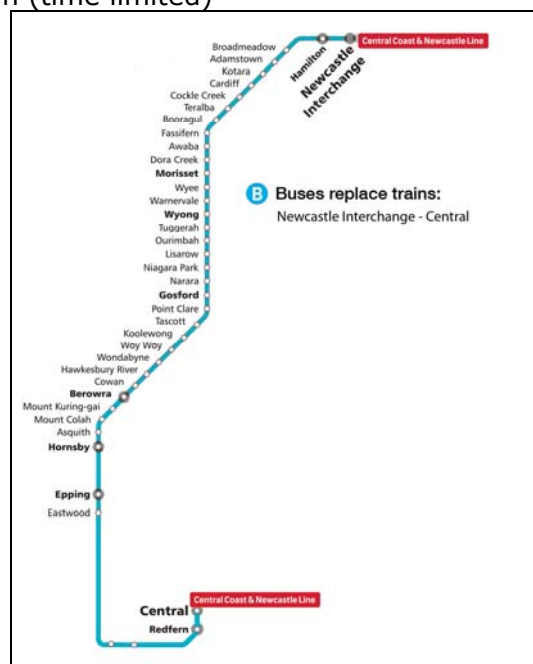 (time limited)
Central Coast & Newcastle Line
Broadmeadow
Hamilton
Newcastle
Interchange
Adamstown
Kotara
Cardiff
Cockle Creek
Teralba
Booragul
Fassifern
Awaba
Dora Creek
Morisset
Wyee
Warnervale
Wyong
Tuggerah
Ourimbah
Lisarow
Niagara Park
Narara
Gosford
Point Clare
Tascott
Koolewong
Woy Woy
Wondabyne
Hawkesbury River
Cowan
Berowra
Mount Kuring-gai
Mount Colah
Asquith
Hornsby
Epping
Eastwood
B Buses replace trains:
Newcastle Interchange - Central
Central Coast & Newcastle Line
Central
Redfern